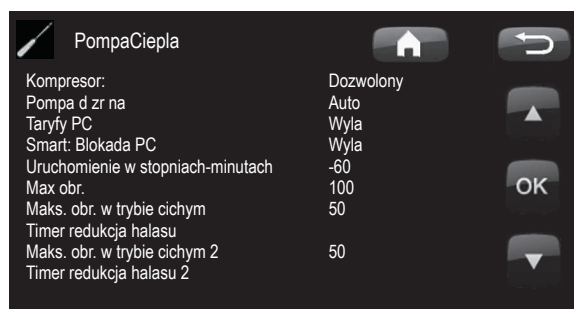 PompaCiepla
Kompresor: Dozwolony
Pompa d zr na Auto
Taryfy PC Wyla
Smart: Blokada PC Wyla
Uruchomienie w stopniach-minutach -60
Max obr. 100
Maks. obr. w trybie cichym 50
Timer redukcja halasu
Maks. obr. w trybie cichym 2 50
Timer redukcja halasu 2
OK